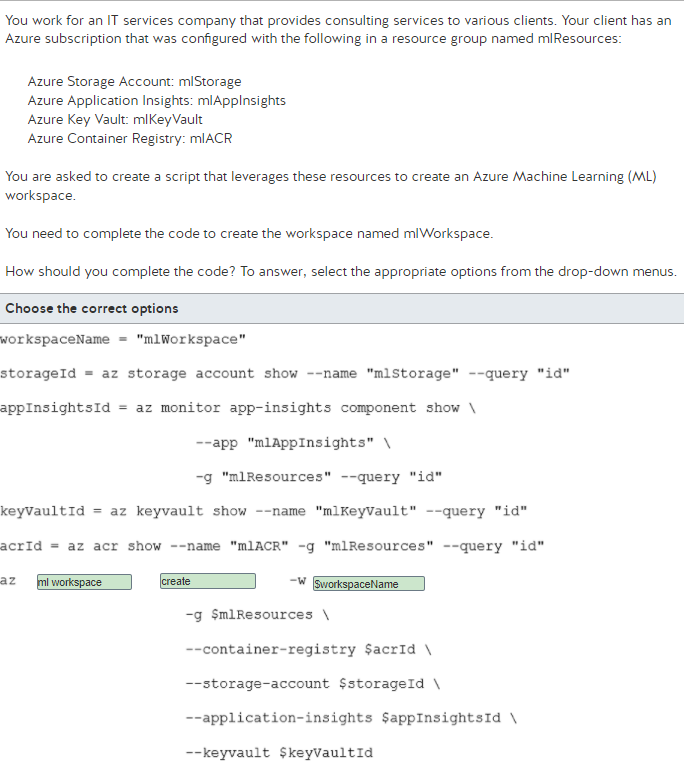 You work for an IT services company that provides consulting services to various clients. Your client has an
Azure subscription that was configured with the following in a resource group named mlResources:
Azure Storage Account: mlStorage
Azure Application Insights: mlAppInsights
Azure Key Vault: mlKeyVault
Azure Container Registry: mlACR
You are asked to create a script that leverages these resources to create an Azure Machine Learning (ML)
workspace.
You need to complete the code to create the workspace named mlWorkspace.
How should you complete the code? To answer, select the appropriate options from the drop-down menus.
Choose the correct options
workspaceName = "mlWorkspace"
storageId = az storage account show --name "mlStorage" --query "id"
appInsightsId = az monitor app-insights component show \
--app "mlAppInsights" \
-g "mlResources" --query "id"
keyVaultId = az keyvault show --name "mlKeyVault" --query "id"
acrId = az acr show --name "mlACR" -g "mlResources" --query "id"
az ml workspace create -w $workspaceName
-g $mlResources \
--container-registry $acrId \
--storage-account $storageId \
--application-insights $appInsightsId \
--keyvault $keyVaultId